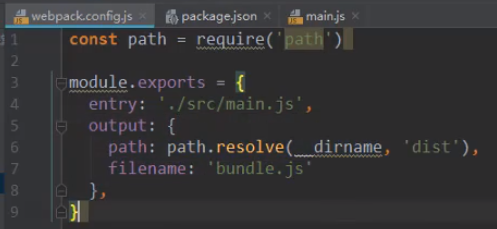 webpack.config.js package.json main.js
1 const path = require('path')
2
3 module.exports = {
4 entry: './src/main.js',
5 output: {
6 path: path.resolve(__dirname, 'dist'),
7 filename: 'bundle.js'
8 },
9 }